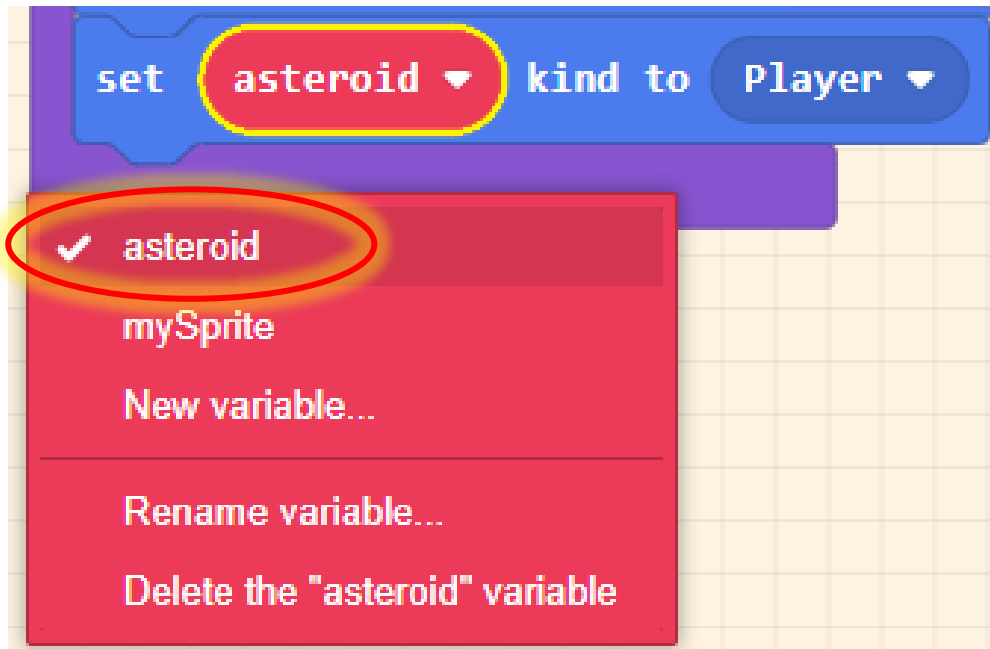 set asteroid kind to Player
asteroid
mySprite
New variable...
Rename variable...
Delete the "asteroid" variable